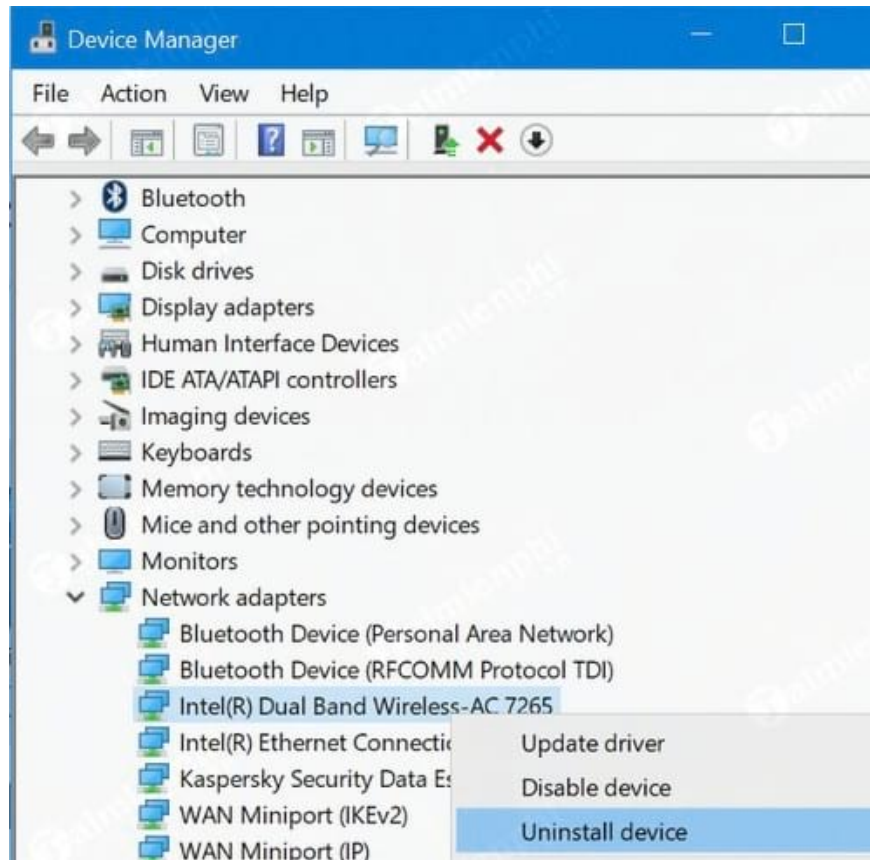 Device Manager
File Action View Help
Bluetooth
Computer
Disk drives
Display adapters
Human Interface Devices
IDE ATA/ATAPI controllers
Imaging devices
Keyboards
Memory technology devices
Mice and other pointing devices
Monitors
Network adapters
Bluetooth Device (Personal Area Network)
Bluetooth Device (RFCOMM Protocol TDI)
Intel(R) Dual Band Wireless-AC 7265
Intel(R) Ethernet Connectio
Kaspersky Security Data Es
WAN Miniport (IKEv2)
WAN Miniport (IP)
Update driver
Disable device
Uninstall device